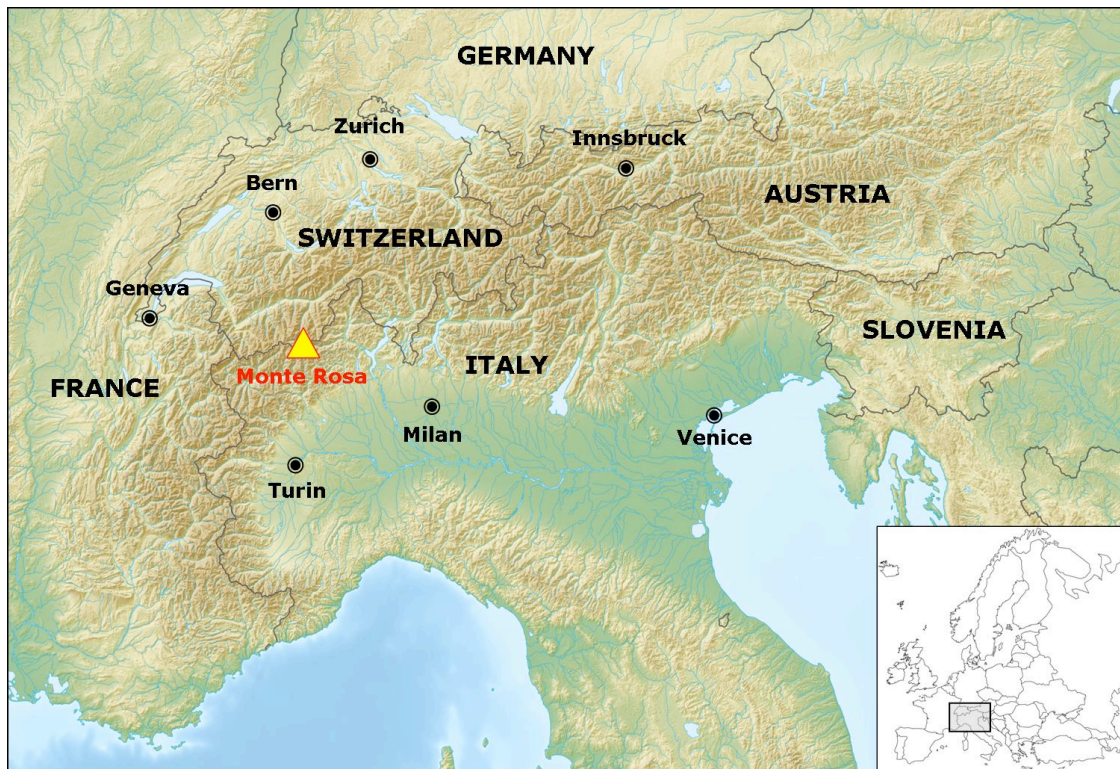 GERMANY
Zurich
Innsbruck
Bern
AUSTRIA
SWITZERLAND
Geneva
SLOVENIA
ITALY
Monte Rosa
FRANCE
Milan
Venice
Turin